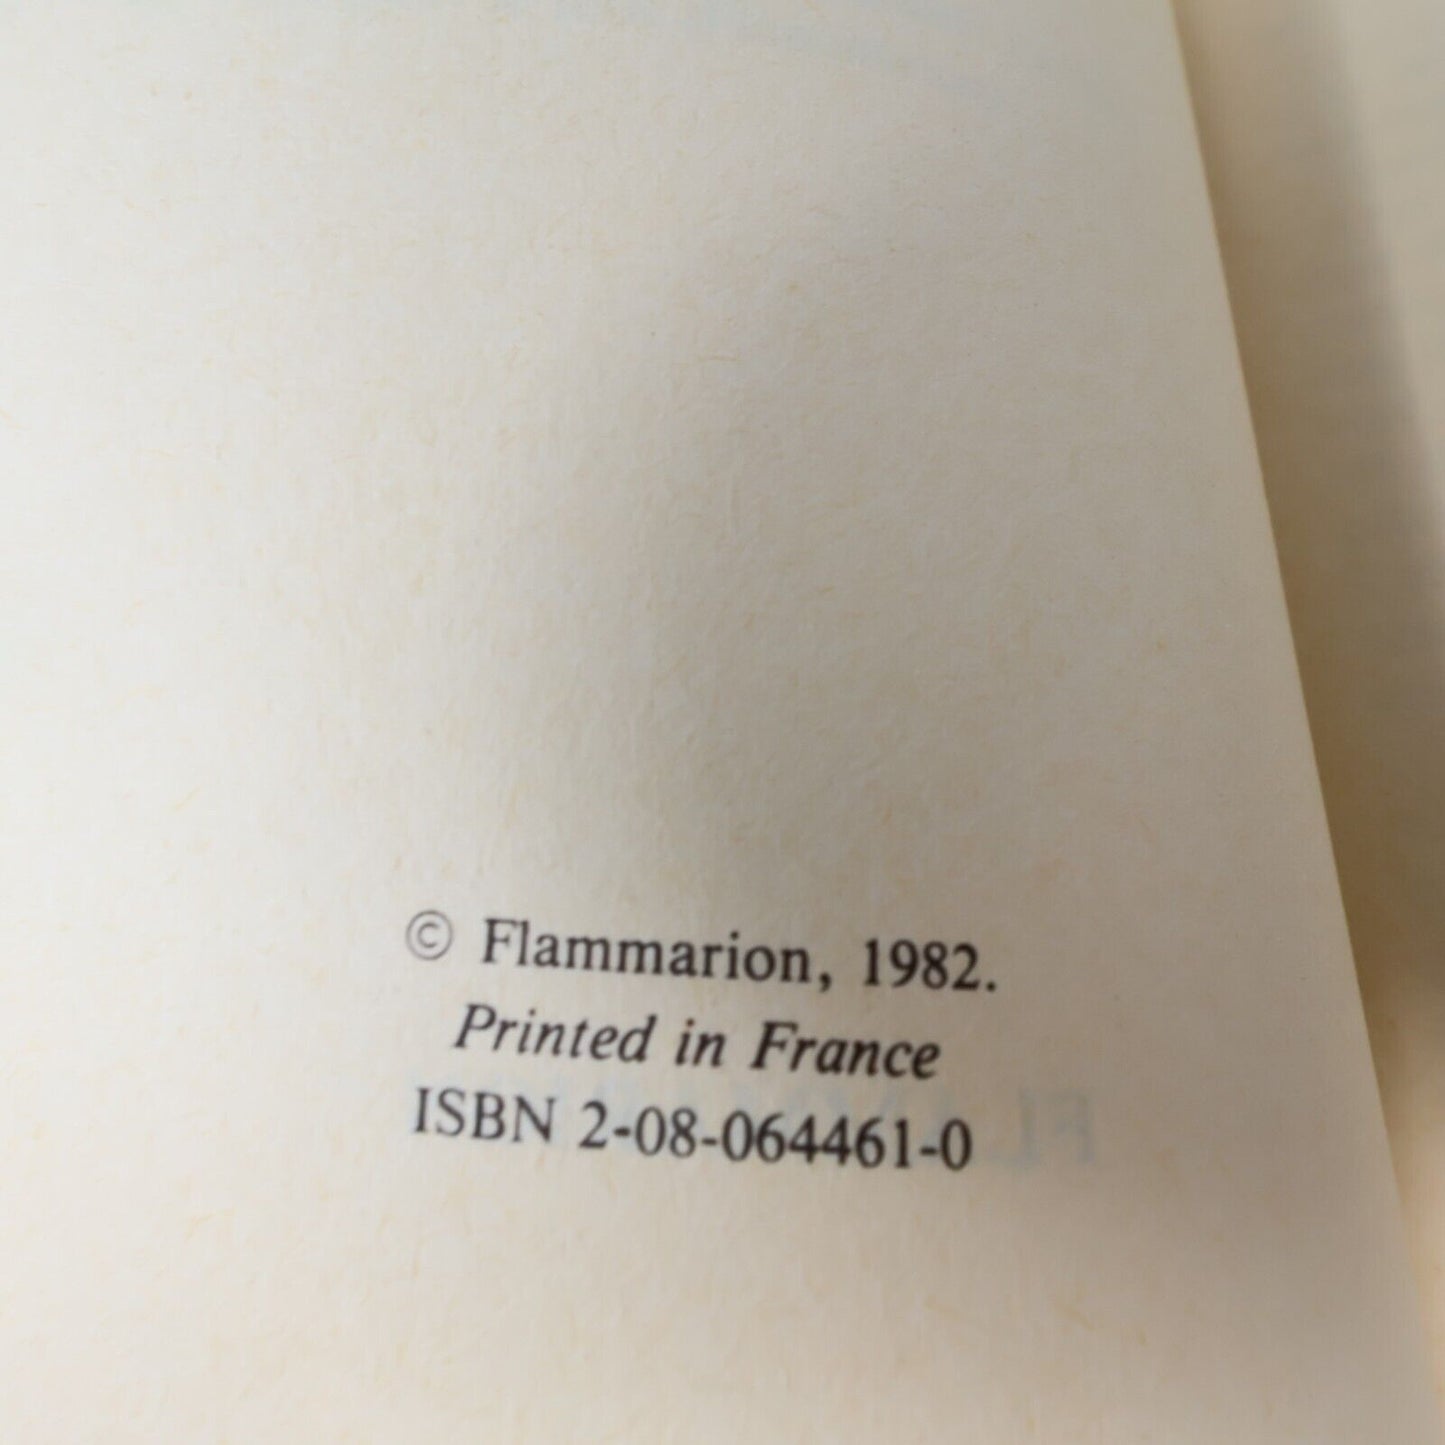 © Flammarion, 1982.
Printed in France
ISBN 2-08-064461-0